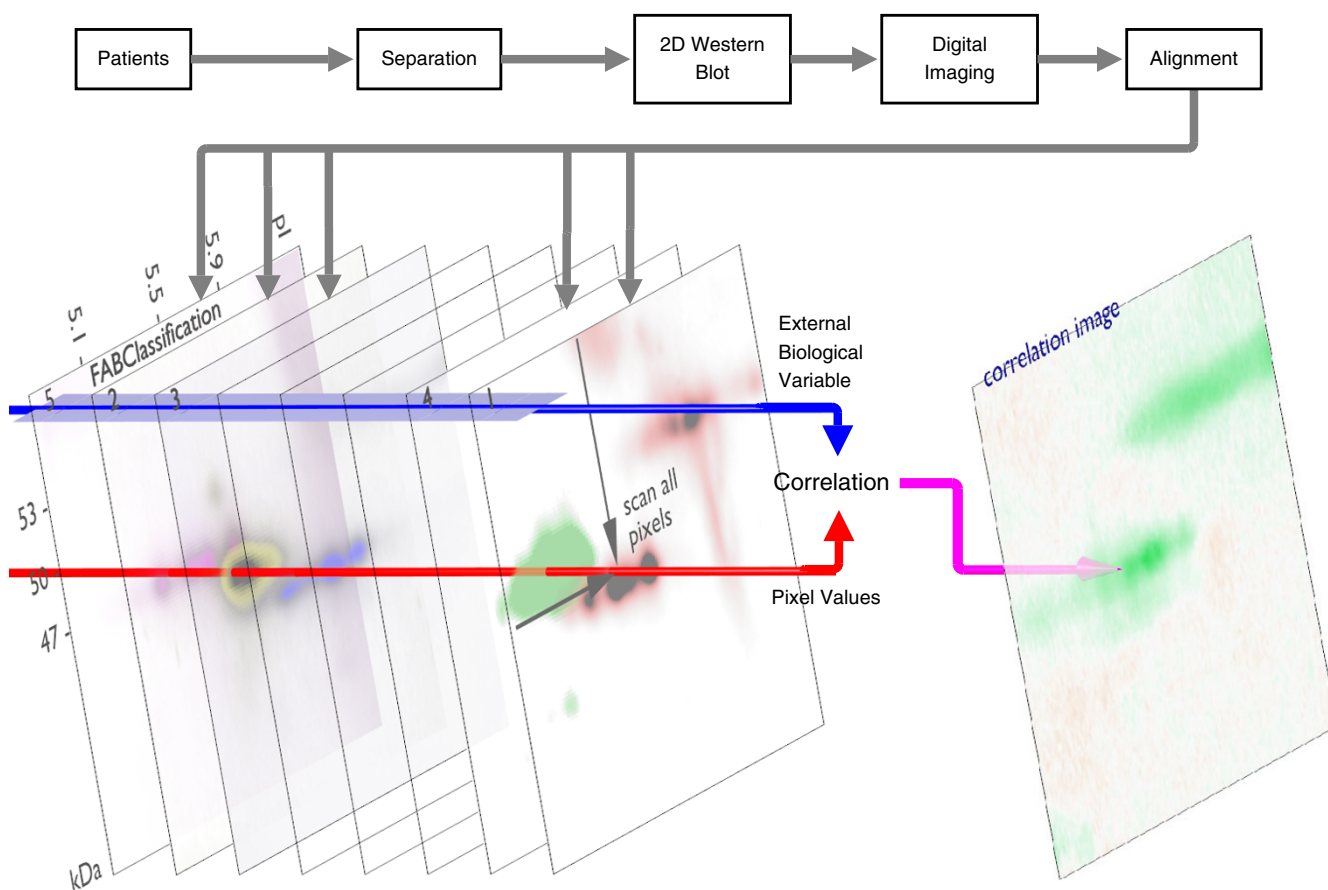 Patients
Separation
2D Western
Blot
Digital
Imaging
Alignment
pI
5.9 -
5.5 -
5.1 -
FABClassification
5
2
3
4
1
External
Biological
Variable
correlation image
Correlation
scan all
pixels
53 -
50
47 -
Pixel Values
kDa